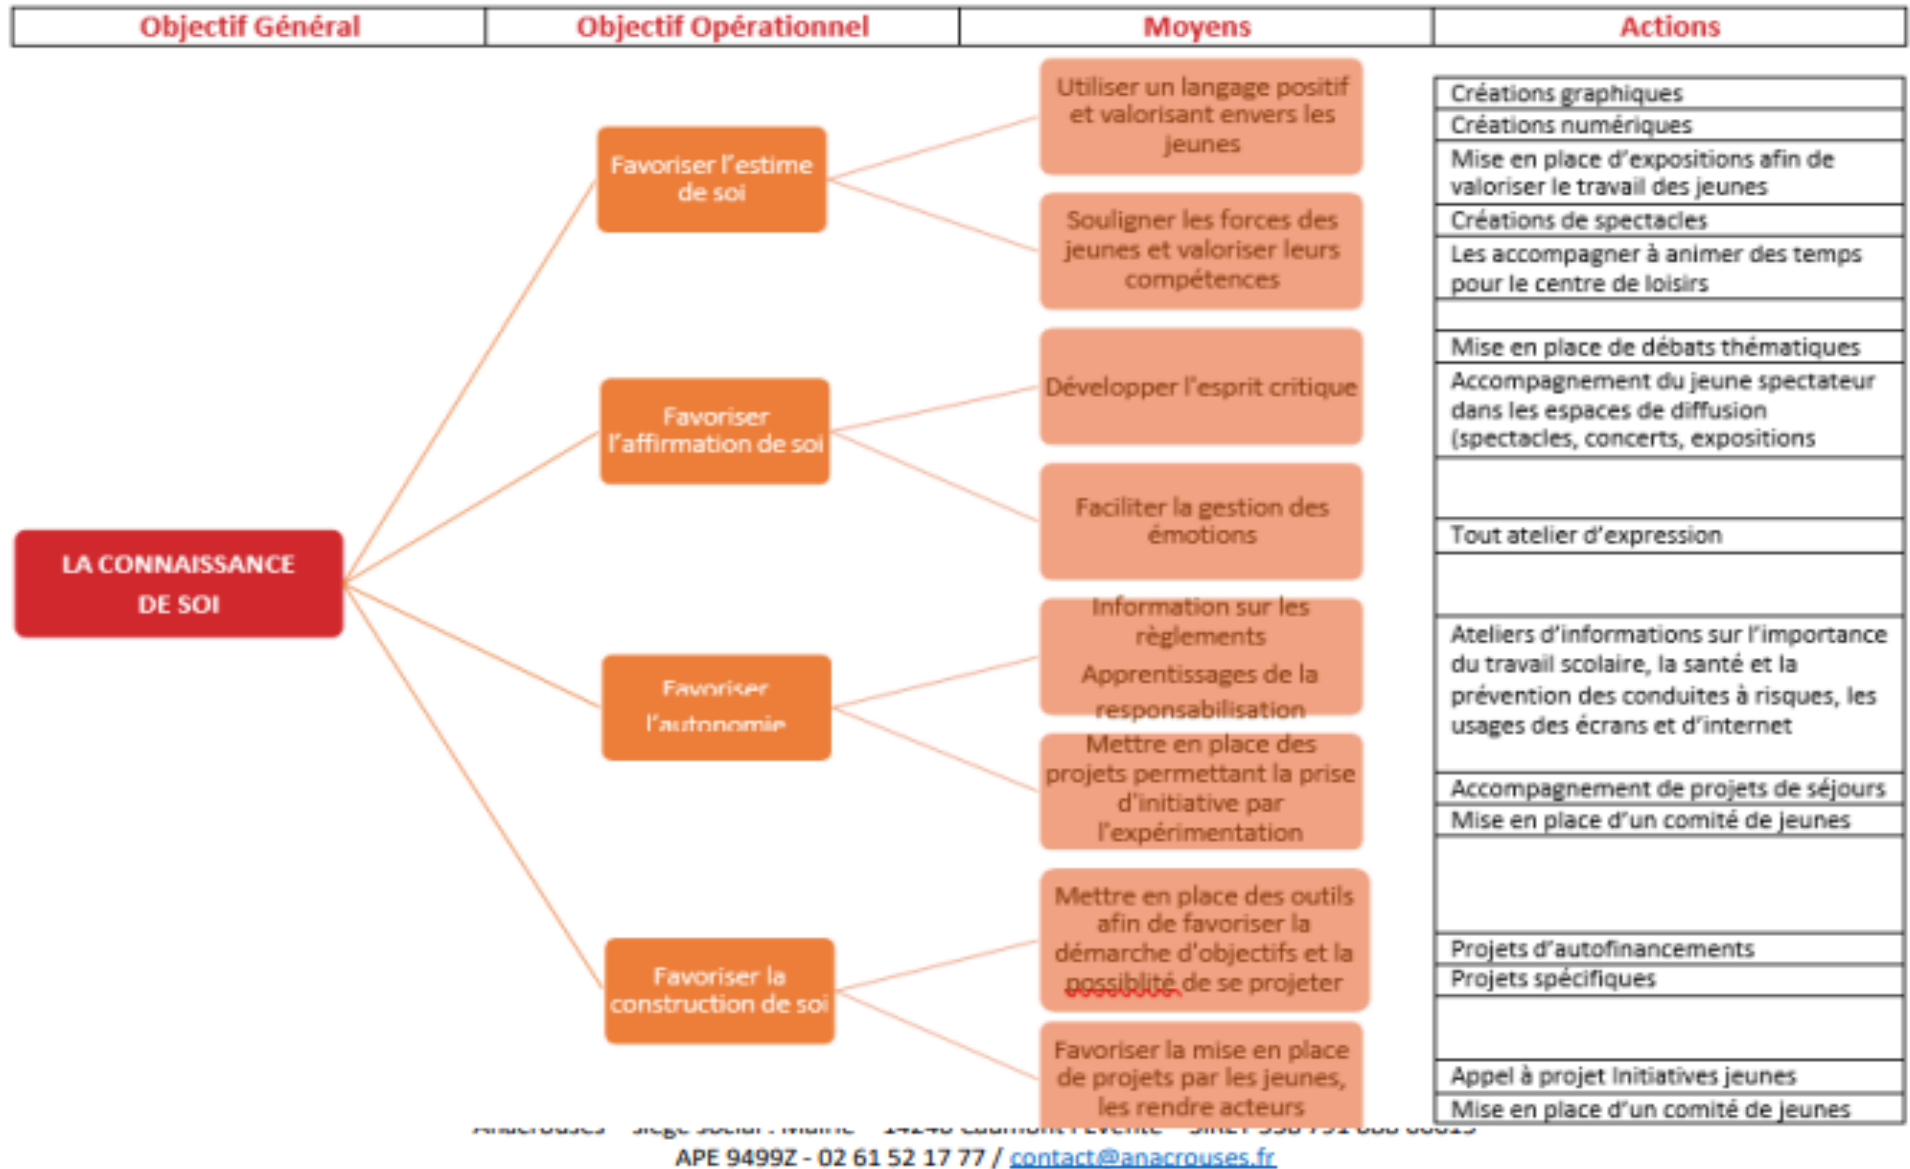 Objectif Général
Objectif Opérationnel
Moyens
Actions
LA CONNAISSANCE
DE SOI
Favoriser l'estime
de soi
Favoriser
l'affirmation de soi
Favoriser
l'autonomie
Favoriser la
construction de soi
Utiliser un langage positif
et valorisant envers les
jeunes
Souligner les forces des
jeunes et valoriser leurs
compétences
Développer l'esprit critique
Faciliter la gestion des
émotions
Information sur les
règlements
Apprentissages de la
responsabilisation
Mettre en place des
projets permettant la prise
d'initiative par
l'expérimentation
Mettre en place des outils
afin de favoriser la
démarche d'objectifs et la
possiblité de se projeter
Favoriser la mise en place
de projets par les jeunes,
les rendre acteurs
Créations graphiques
Créations numériques
Mise en place d'expositions afin de
valoriser le travail des jeunes
Créations de spectacles
Les accompagner à animer des temps
pour le centre de loisirs
Mise en place de débats thématiques
Accompagnement du jeune spectateur
dans les espaces de diffusion
(spectacles, concerts, expositions
Tout atelier d'expression
Ateliers d'informations sur l'importance
du travail scolaire, la santé et la
prévention des conduites à risques, les
usages des écrans et d'internet
Accompagnement de projets de séjours
Mise en place d'un comité de jeunes
Projets d'autofinancements
Projets spécifiques
Appel à projet Initiatives jeunes
Mise en place d'un comité de jeunes
Anacrouses
APE 9499Z - 02 61 52 17 77 / contact@anacrouses.fr